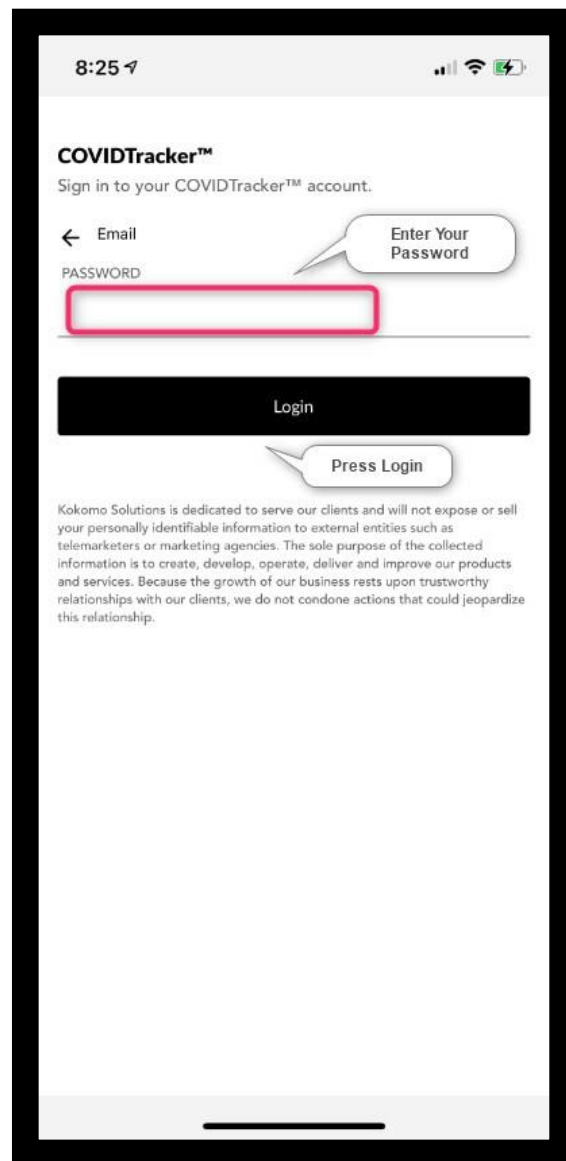 8:25
COVIDTracker™
Sign in to your COVIDTracker™ account.
Email
Enter Your
Password
PASSWORD
Login
Press Login
Kokomo Solutions is dedicated to serve our clients and will not expose or sell
your personally identifiable information to external entities such as
telemarketers or marketing agencies. The sole purpose of the collected
information is to create, develop, operate, deliver and improve our products
and services. Because the growth of our business rests upon trustworthy
relationships with our clients, we do not condone actions that could jeopardize
this relationship.